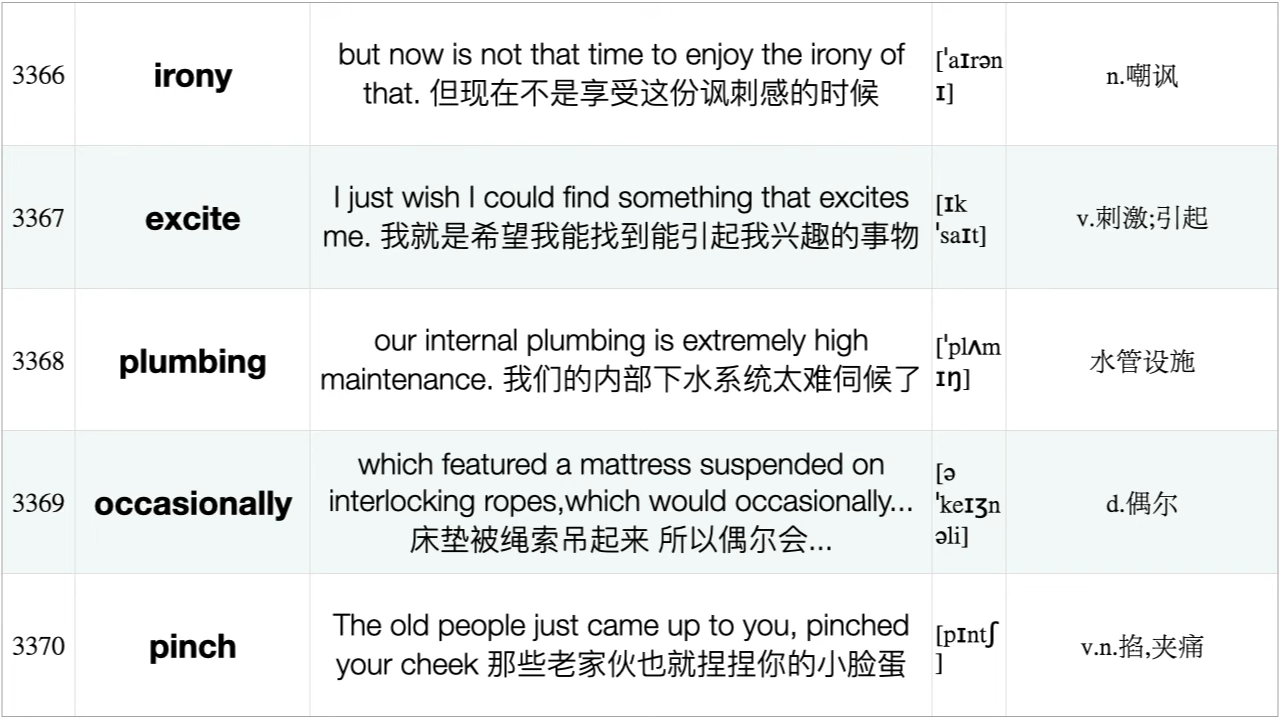 3366
irony
but now is not that time to enjoy the irony of
that. 但现在不是享受这份讽刺感的时候
[ˈaɪrən
ɪ]
n.嘲讽
3367
excite
I just wish I could find something that excites
me. 我就是希望我能找到能引起我兴趣的事物
[ɪk
ˈsaɪt]
v.刺激;引起
3368
plumbing
our internal plumbing is extremely high
maintenance. 我们的内部下水系统太难伺候了
[ˈplʌm
ɪŋ]
水管设施
3369
occasionally
which featured a mattress suspended on
interlocking ropes,which would occasionally...
床垫被绳索吊起来 所以偶尔会...
[ə
ˈkeɪʒn
əli]
d.偶尔
3370
pinch
The old people just came up to you, pinched
your cheek 那些老家伙也就捏捏你的小脸蛋
[pɪntʃ
]
v.n.掐,夹痛